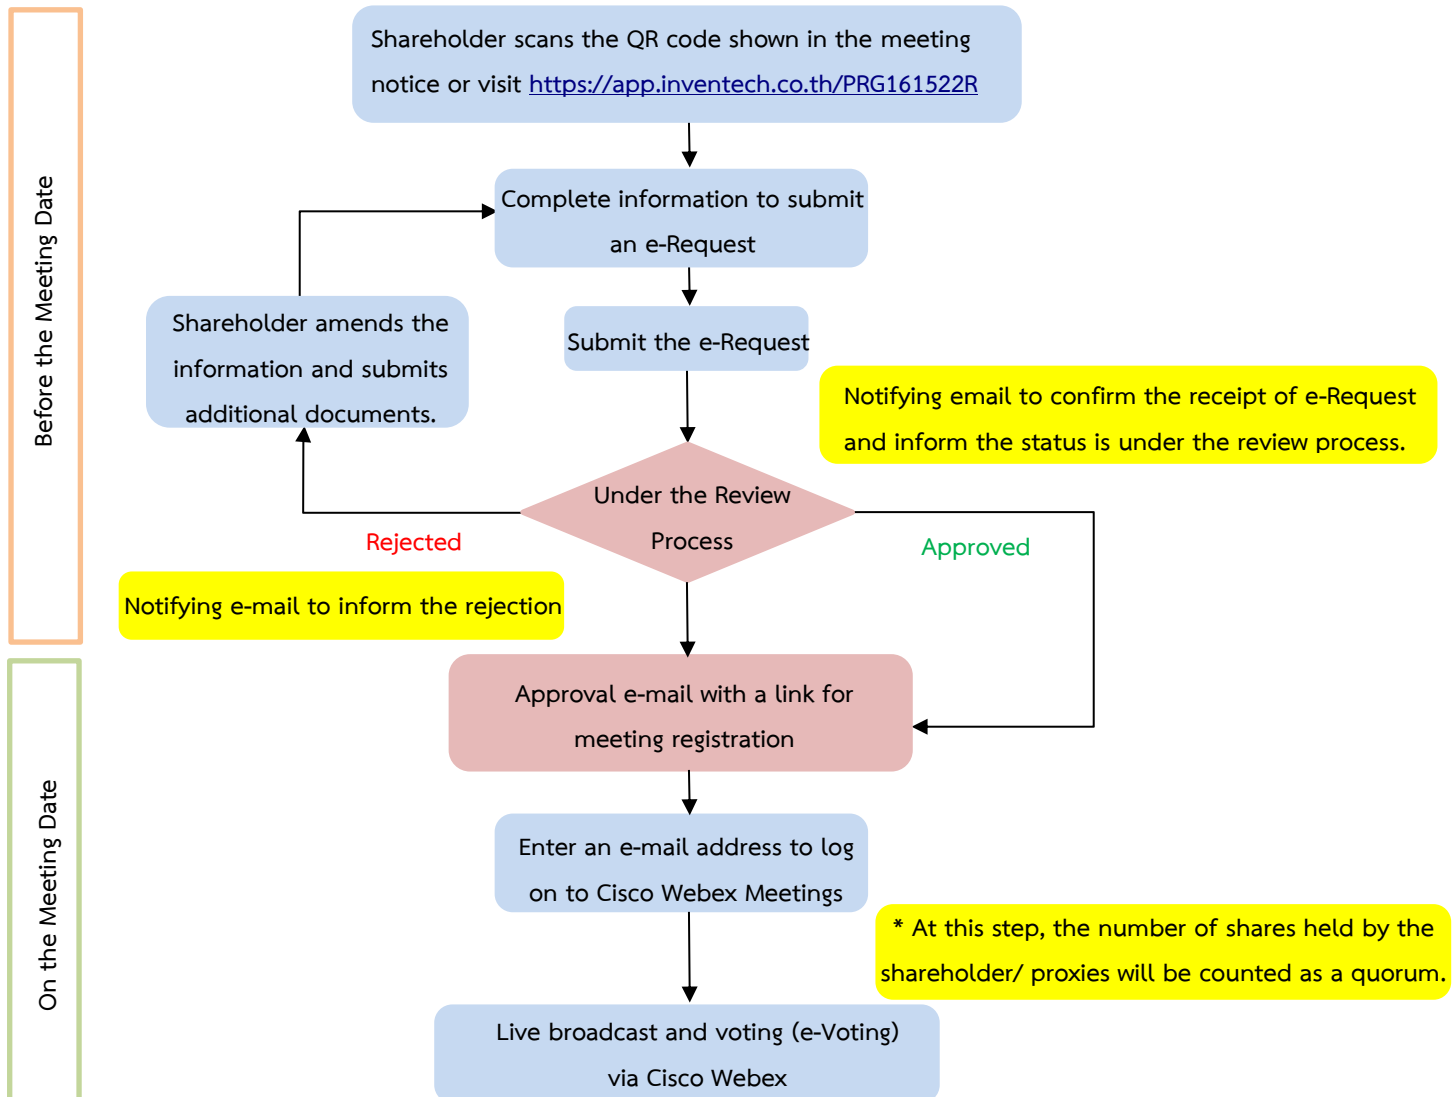 Before the Meeting Date
Shareholder scans the QR code shown in the meeting
notice or visit https://app.inventech.co.th/PRG161522R
Complete information to submit
an e-Request
Shareholder amends the
information and submits
additional documents.
Submit the e-Request
Notifying email to confirm the receipt of e-Request
and inform the status is under the review process.
Under the Review
Process
Rejected
Approved
Notifying e-mail to inform the rejection
On the Meeting Date
Approval e-mail with a link for
meeting registration
Enter an e-mail address to log
on to Cisco Webex Meetings
* At this step, the number of shares held by the
shareholder/ proxies will be counted as a quorum.
Live broadcast and voting (e-Voting)
via Cisco Webex